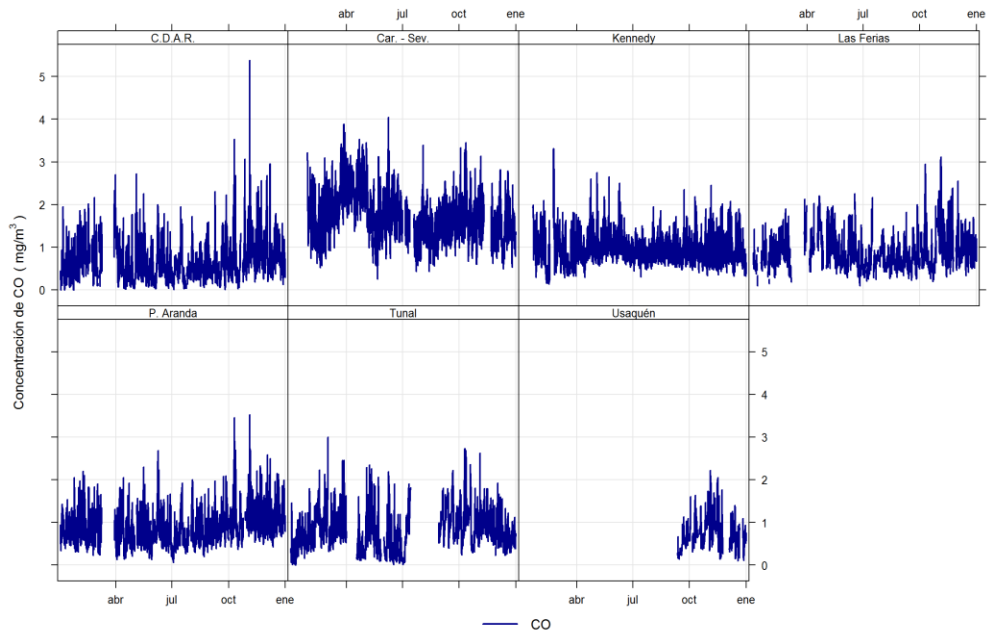 abr jul oct ene abr jul oct ene
C.D.A.R. Car. - Sev. Kennedy Las Ferias
5
4
3
2
1
0
P. Aranda Tunal Usaquén
5
4
3
2
1
0
Concentración de CO ( mg/m³ )
abr jul oct ene abr jul oct ene
CO